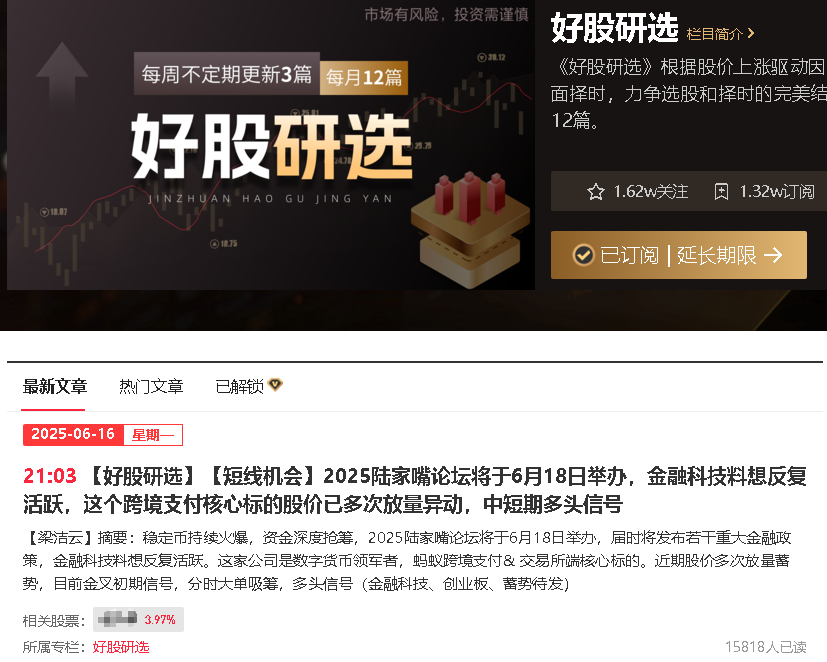 市场有风险，投资需谨慎
每周不定期更新3篇 每月12篇
好股研选
JINZHUAN HAO GU JING YAN
28.12
25.01
24.78
25.25
18.87
18.75
好股研选 栏目简介
《好股研选》根据股价上涨驱动因
面择时，力争选股和择时的完美结
12篇。
1.62w关注 1.32w订阅
已订阅 | 延长期限
最新文章 热门文章 已解锁
2025-06-16 星期一
21:03 【好股研选】【短线机会】2025陆家嘴论坛将于6月18日举办，金融科技料想反复
活跃，这个跨境支付核心标的股价已多次放量异动，中短期多头信号
【梁洁云】摘要：稳定币持续火爆，资金深度抢筹，2025陆家嘴论坛将于6月18日举办，届时将发布若干重大金融政
策，金融科技料想反复活跃。这家公司是数字货币领军者，蚂蚁跨境支付& 交易所端核心标的。近期股价多次放量蓄
势，目前金叉初期信号，分时大单吸筹，多头信号（金融科技、创业板、蓄势待发）
相关股票： 3.97%
所属专栏：好股研选 15818人已读